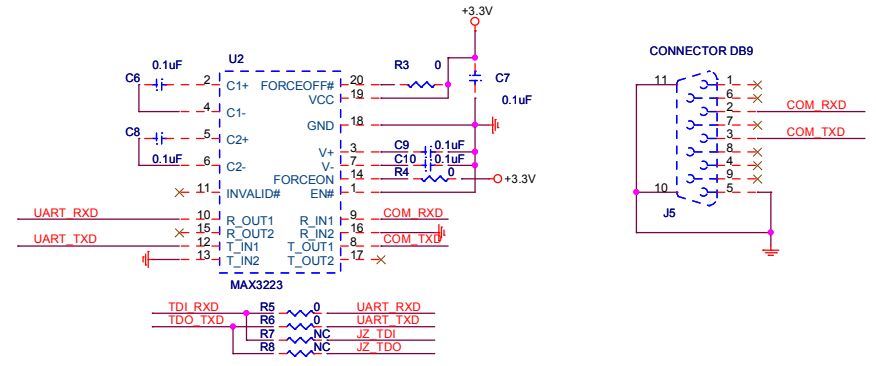 +3.3V
CONNECTOR DB9
U2
C6 0.1uF 2 C1+ FORCEOFF# 20 R3 0 C7
VCC 19
0.1uF
4 C1-
GND 18
C8 5 C2+
V+ 3 C9 0.1uF
0.1uF 6 C2- V- 7 C10 0.1uF
FORCEON 14 R4 0 +3.3V
11 INVALID# EN# 1
UART_RXD 10 R_OUT1 R_IN1 9 COM_RXD
15 R_OUT2 R_IN2 16
UART_TXD 12 T_IN1 T_OUT1 8 COM_TXD
13 T_IN2 T_OUT2 17
MAX3223
11 1
6
2 COM_RXD
7
3 COM_TXD
8
4
9
10 5
J5
TDI_RXD R5 0 UART_RXD
TDO_TXD R6 0 UART_TXD
R7 NC JZ_TDI
R8 NC JZ_TDO